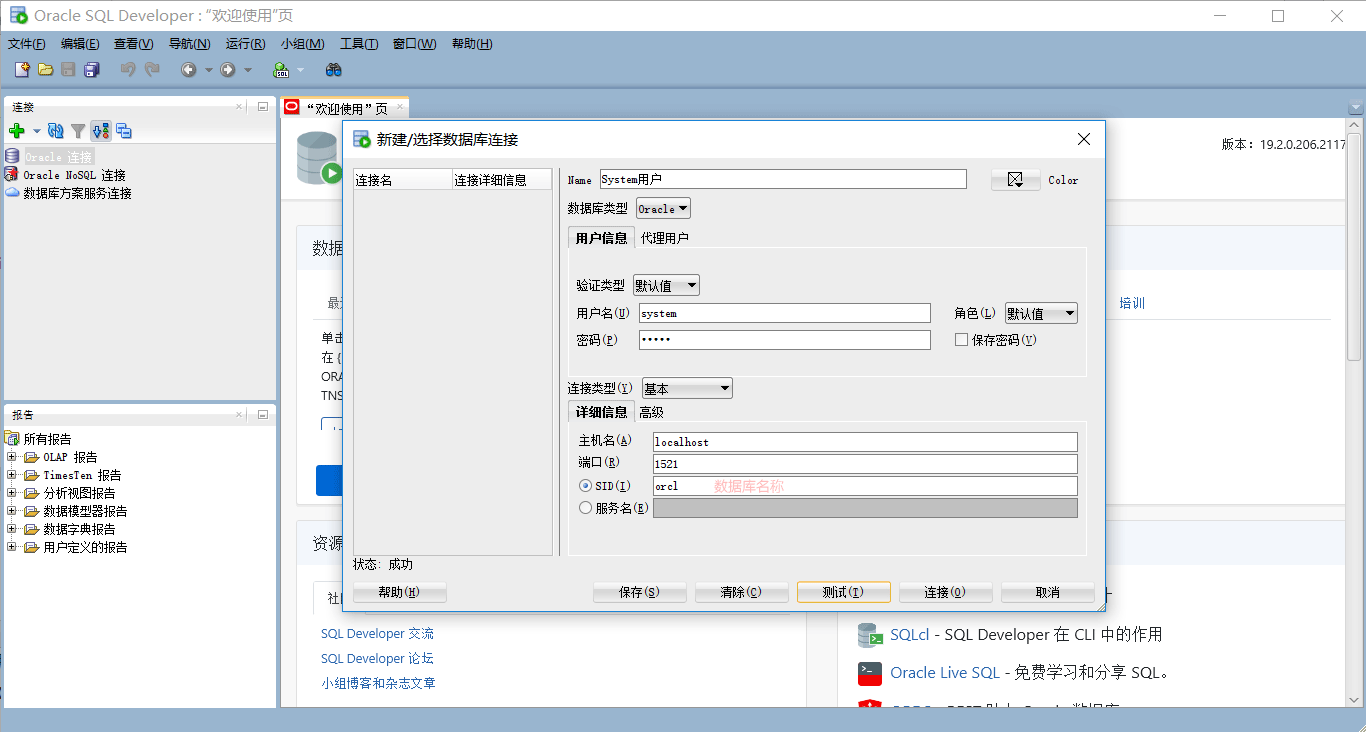 Oracle SQL Developer : “欢迎使用”页
文件(F) 编辑(E) 查看(V) 导航(N) 运行(R) 小组(M) 工具(T) 窗口(W) 帮助(H)
连接
Oracle 连接
Oracle NoSQL 连接
数据库方案服务连接
报告
所有报告
OLAP 报告
TimesTen 报告
分析视图报告
数据模型器报告
数据字典报告
用户定义的报告
“欢迎使用”页
版本：19.2.0.206.2117
数据
最
培训
单击
在 {
ORA
TNS
资源
社
新建/选择数据库连接
连接名 连接详细信息
Name System用户 Color
数据库类型 Oracle
用户信息 代理用户
验证类型 默认值
用户名(U) system 角色(L) 默认值
密码(P) ••••• 保存密码(V)
连接类型(Y) 基本
详细信息 高级
主机名(A) localhost
端口(R) 1521
SID(I) orcl 数据库名称
服务名(E)
状态: 成功
帮助(H) 保存(S) 清除(C) 测试(T) 连接(O) 取消
SQL Developer 交流
SQL Developer 论坛
小组博客和杂志文章
SQLcl - SQL Developer 在 CLI 中的作用
Oracle Live SQL - 免费学习和分享 SQL。